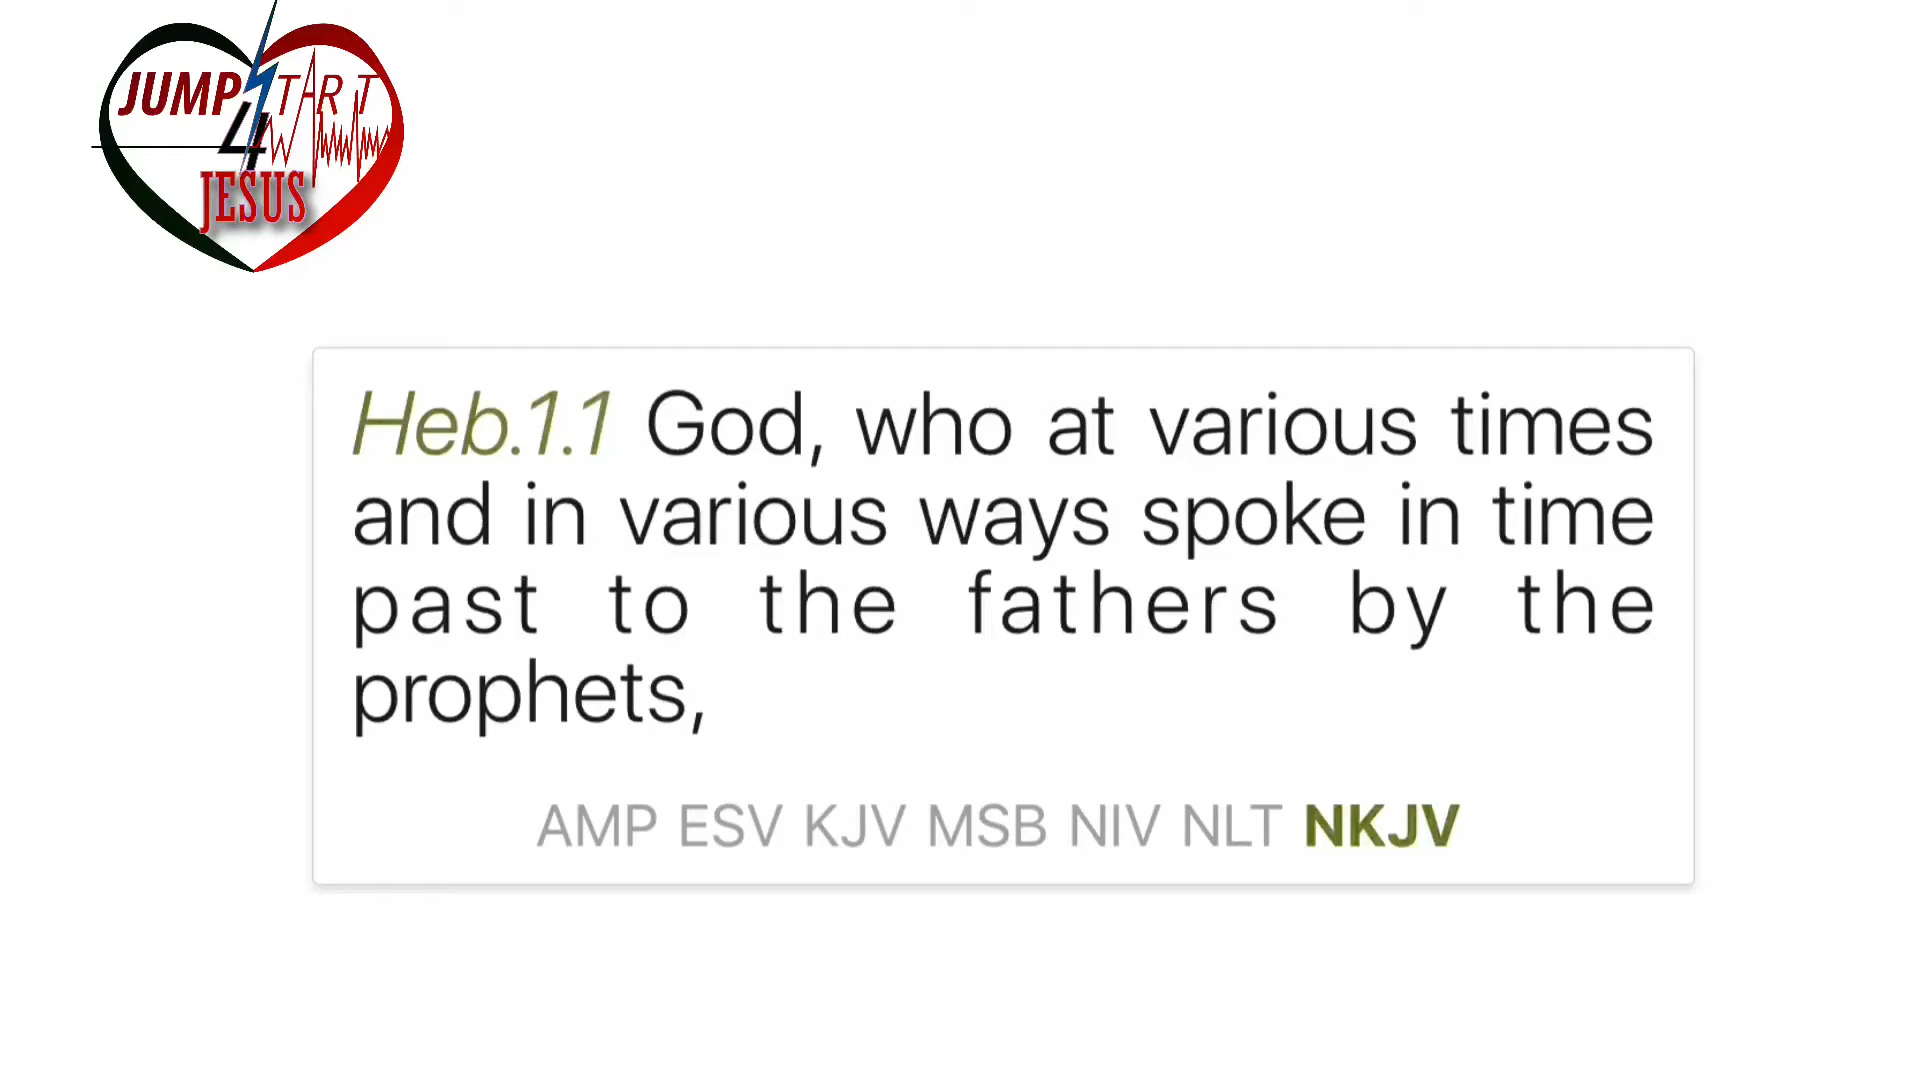 JUMPSTART
4
JESUS
Heb.1.1 God, who at various times
and in various ways spoke in time
past to the fathers by the
prophets,
AMP ESV KJV MSB NIV NLT NKJV